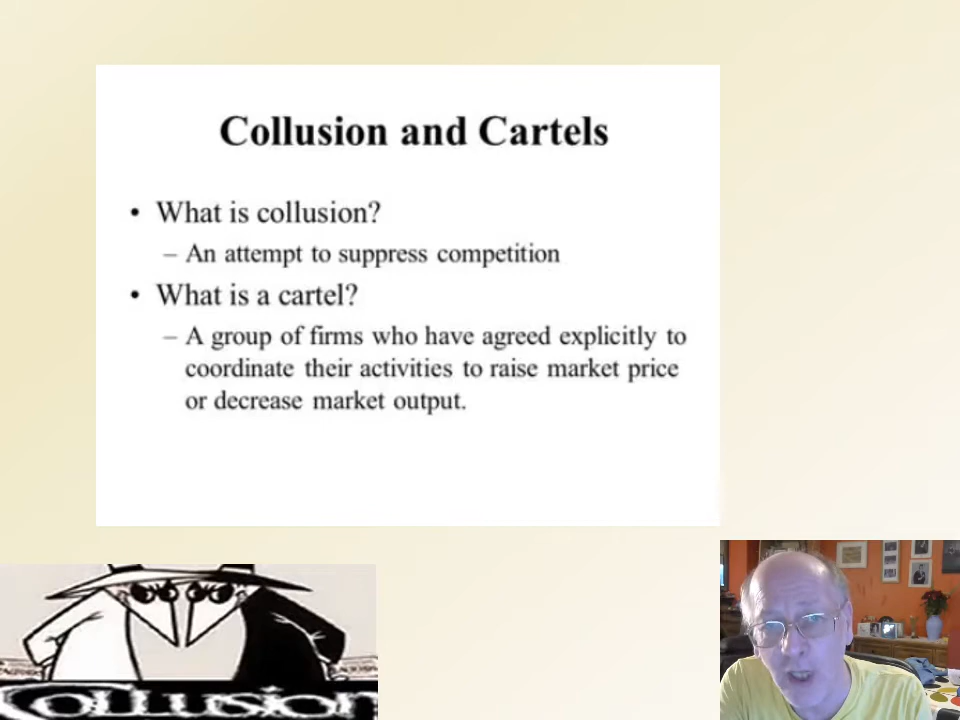 Collusion and Cartels
• What is collusion?
– An attempt to suppress competition
• What is a cartel?
– A group of firms who have agreed explicitly to
coordinate their activities to raise market price
or decrease market output.
Collusion